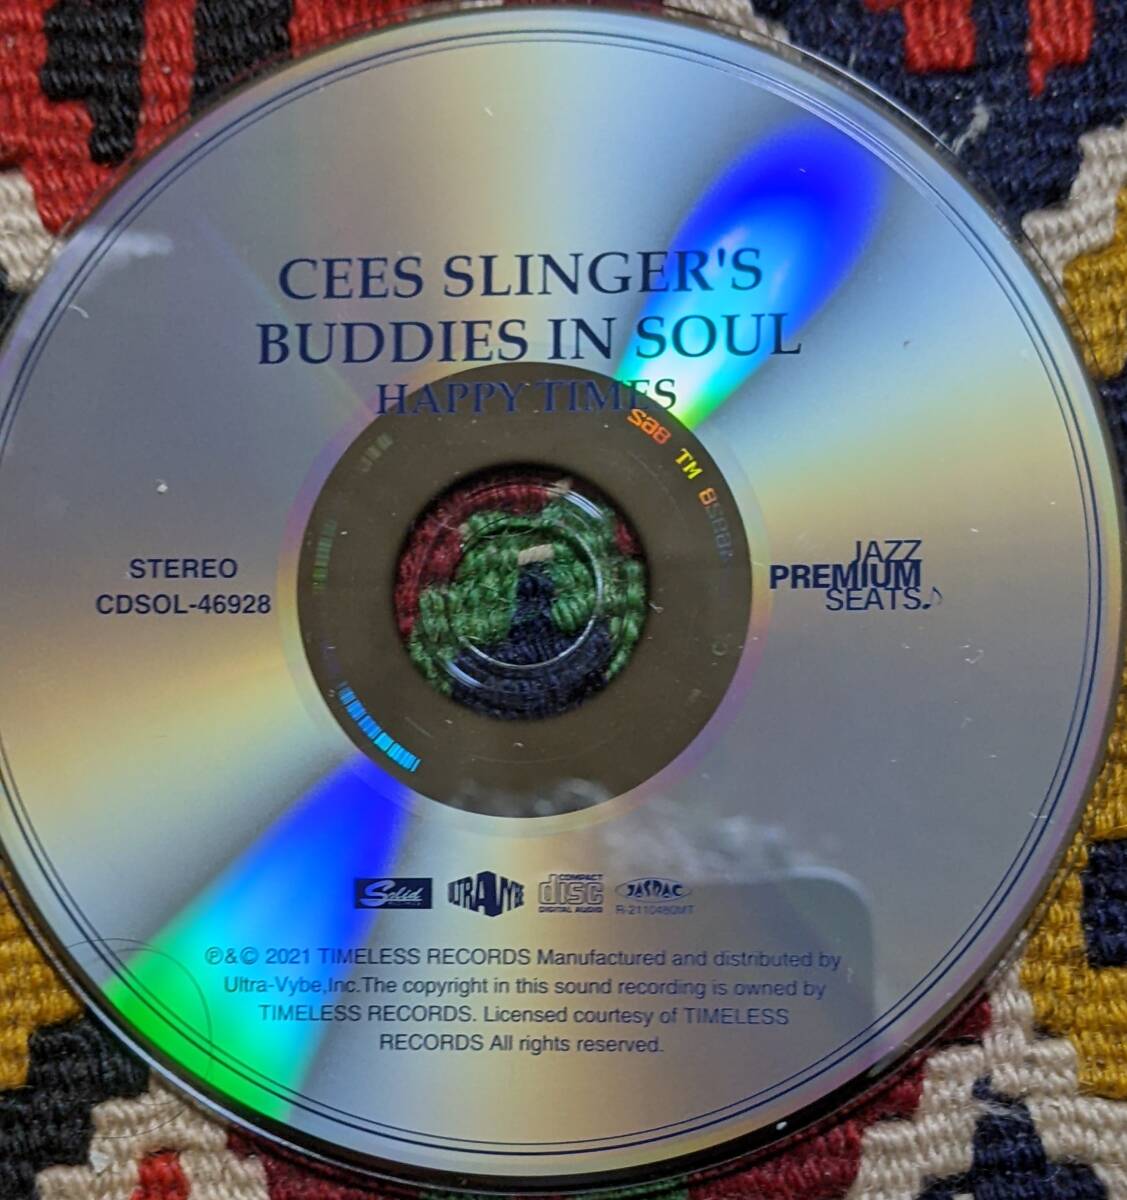 CEES SLINGER'S
BUDDIES IN SOUL
HAPPY TIMES
STEREO
CDSOL-46928
JAZZ
PREMIUM
SEATS♪
Solid
ULTRA-VYBE
COMPACT
disc
DIGITAL AUDIO
JASRAC
R-2110480MT
℗&© 2021 TIMELESS RECORDS Manufactured and distributed by
Ultra-Vybe,Inc.The copyright in this sound recording is owned by
TIMELESS RECORDS. Licensed courtesy of TIMELESS
RECORDS All rights reserved.